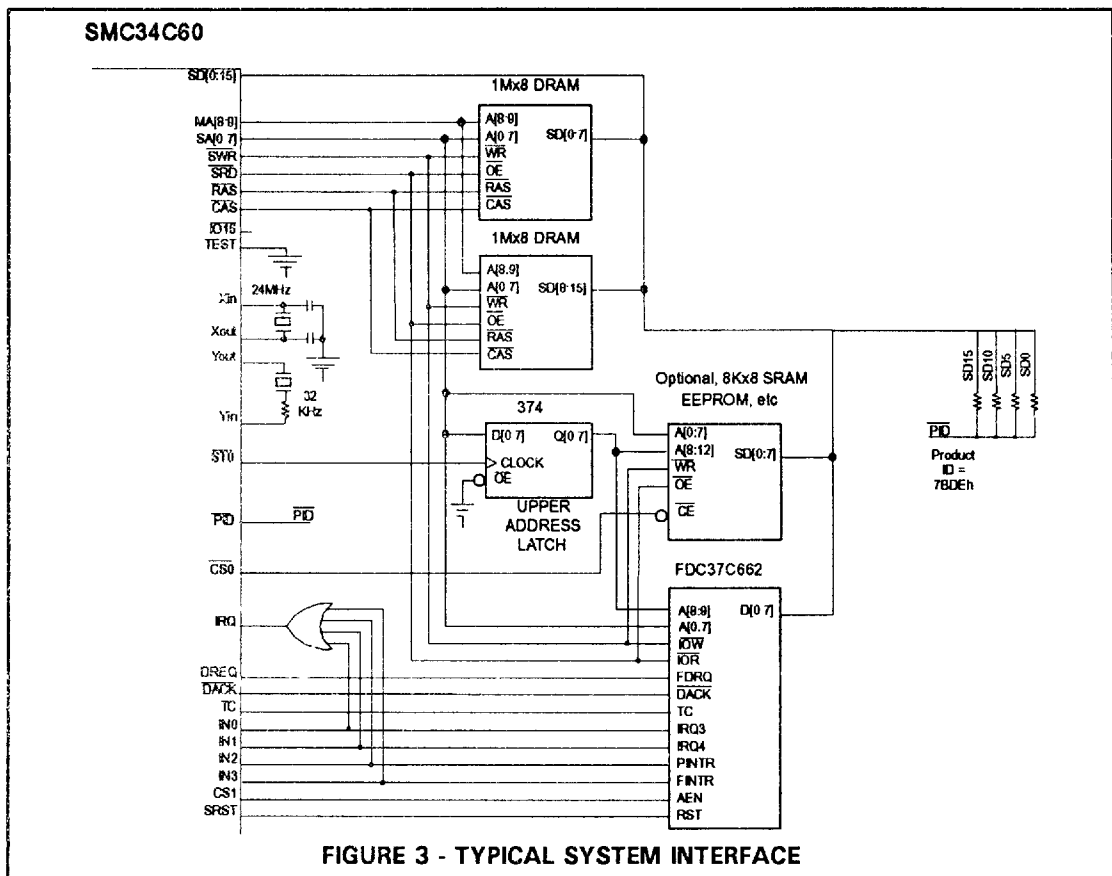 SMC34C60
SD[0:15]
MA[8:9]
SA[0 7]
SWR
SRD
RAS
CAS
IO16
TEST
24MHz
Xin
Xout
Yout
32
KHz
Yin
ST0
PID
PID
CS0
IRQ
DREQ
DACK
TC
IN0
IN1
IN2
IN3
CS1
SRST
1Mx8 DRAM
A[8:9]
A[0 7]
WR
OE
RAS
CAS
SD[0-7]
1Mx8 DRAM
A[8.9]
A[0 7]
WR
OE
RAS
CAS
SD[8-15]
374
D[0 7]
Q[0 7]
CLOCK
OE
UPPER
ADDRESS
LATCH
Optional, 8Kx8 SRAM
EEPROM, etc
A[0:7]
A[8:12]
WR
OE
CE
SD[0:7]
FDC37C662
A[8:9]
A[0.7]
IOW
IOR
FDRQ
DACK
TC
IRQ3
IRQ4
PINTR
FINTR
AEN
RST
D[0 7]
SD15
SD10
SD5
SD0
PID
Product
ID =
7BDEh
FIGURE 3 - TYPICAL SYSTEM INTERFACE